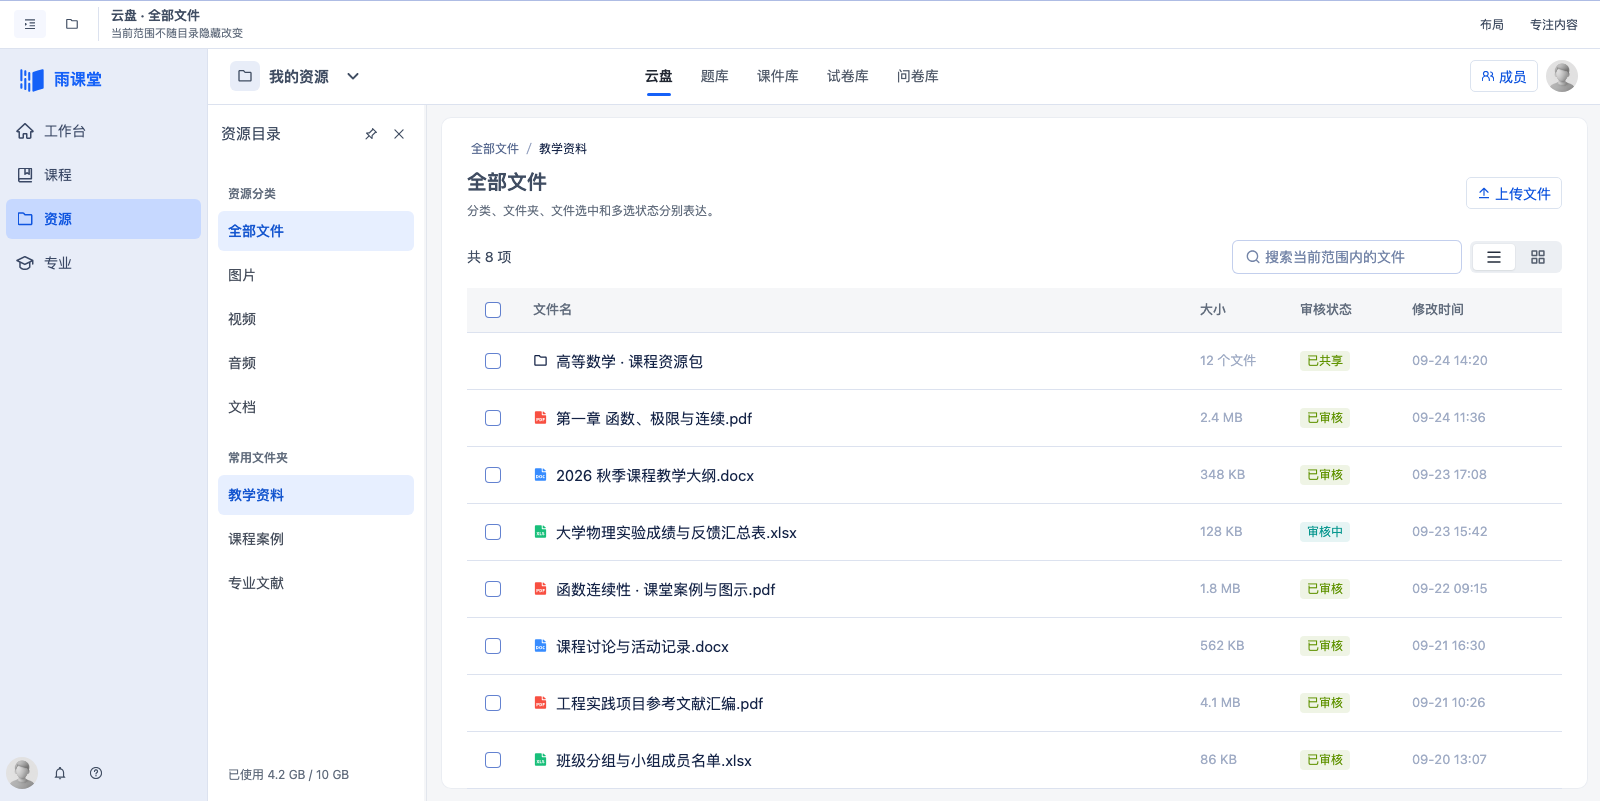 云盘 · 全部文件
当前范围不随目录隐藏改变
布局
专注内容
雨课堂
工作台
课程
资源
专业
我的资源
云盘
题库
课件库
试卷库
问卷库
成员
资源目录
资源分类
全部文件
图片
视频
音频
文档
常用文件夹
教学资料
课程案例
专业文献
已使用 4.2 GB / 10 GB
全部文件 / 教学资料
全部文件
分类、文件夹、文件选中和多选状态分别表达。
上传文件
共 8 项
搜索当前范围内的文件
文件名 大小 审核状态 修改时间
高等数学 · 课程资源包 12 个文件 已共享 09-24 14:20
第一章 函数、极限与连续.pdf 2.4 MB 已审核 09-24 11:36
2026 秋季课程教学大纲.docx 348 KB 已审核 09-23 17:08
大学物理实验成绩与反馈汇总表.xlsx 128 KB 审核中 09-23 15:42
函数连续性 · 课堂案例与图示.pdf 1.8 MB 已审核 09-22 09:15
课程讨论与活动记录.docx 562 KB 已审核 09-21 16:30
工程实践项目参考文献汇编.pdf 4.1 MB 已审核 09-21 10:26
班级分组与小组成员名单.xlsx 86 KB 已审核 09-20 13:07